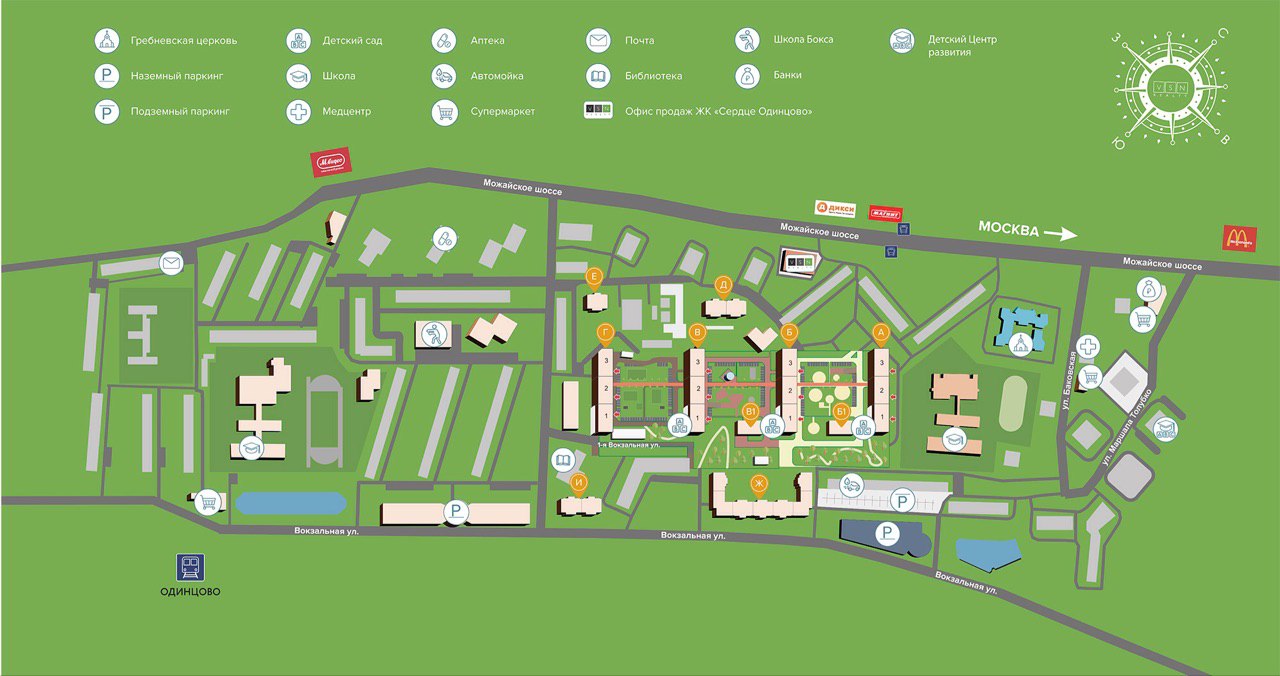 Гребневская церковь
Детский сад
Аптека
Почта
Школа Бокса
Детский Центр
развития
Наземный паркинг
Школа
Автомойка
Библиотека
Банки
Подземный паркинг
Медцентр
Супермаркет
Офис продаж ЖК «Сердце Одинцово»
З
С
VSN
Ю
В
М.Видео
Можайское шоссе
ДИКСИ
МАГНИТ
Можайское шоссе
МОСКВА
Можайское шоссе
VSN
Е
Д
Г
В
Б
А
3
3
3
3
2
2
2
2
1
1
1
1
В1
Б1
A
B C
A
B C
A
B C
ABC
1-я Вокзальная ул.
ул. Баковская
ул. Маршала Толубко
И
Ж
P
P
P
Вокзальная ул.
Вокзальная ул.
Вокзальная ул.
ОДИНЦОВО